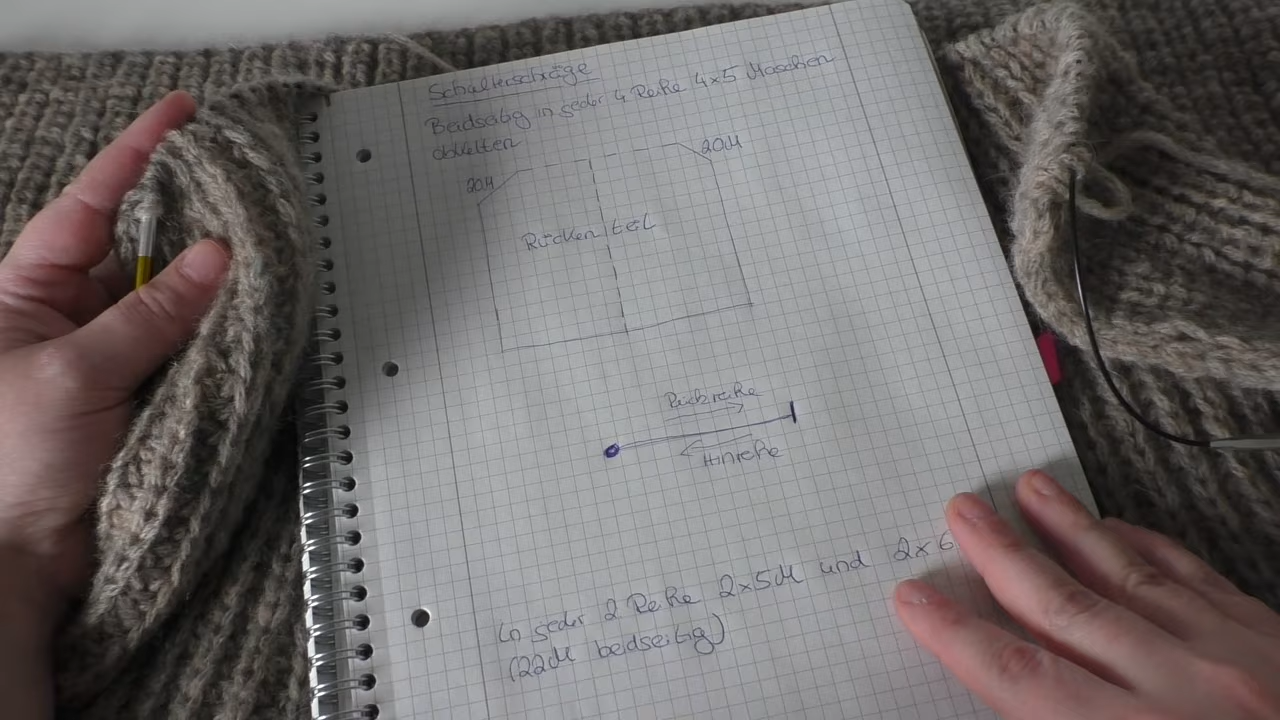 Schulterschräge
Beidseitig in jeder 4 Reihe 4x5 Maschen
abketten
20M
20M
Rückenteil
Rückreihe
Hinreihe
In jeder 2 Reihe 2x5M und 2x6
(22M beidseitig)